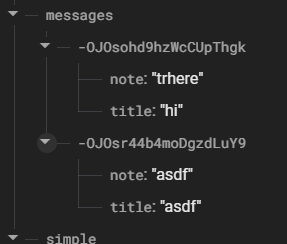 messages
-OJOsohd9hzWcCUpThgk
note: "trhere"
title: "hi"
-OJOsr44b4moDgzdLuY9
note: "asdf"
title: "asdf"
simple